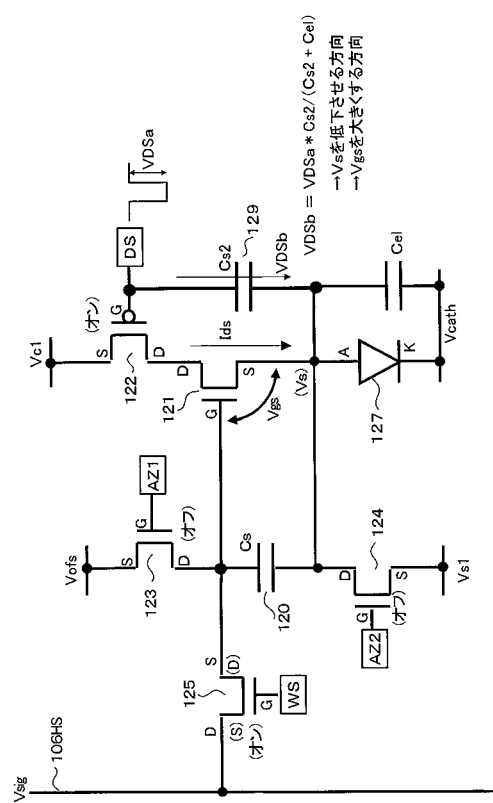 Vc1
S
(オン)
G
122
D
DS
VDSa
D
Ids
121
G
S
Vgs
(Vs)
Cs2
129
VDSb
VDSb = VDSa * Cs2/(Cs2 + Cel)
→Vsを低下させる方向
→Vgsを大きくする方向
A
K
127
Cel
Vcath
Vofs
S
G
AZ1
123
D
(オフ)
Cs
120
D
124
G
S
AZ2
(オフ)
Vs1
Vsig
106HS
D
(S)
125
S
(D)
G
(オン)
WS